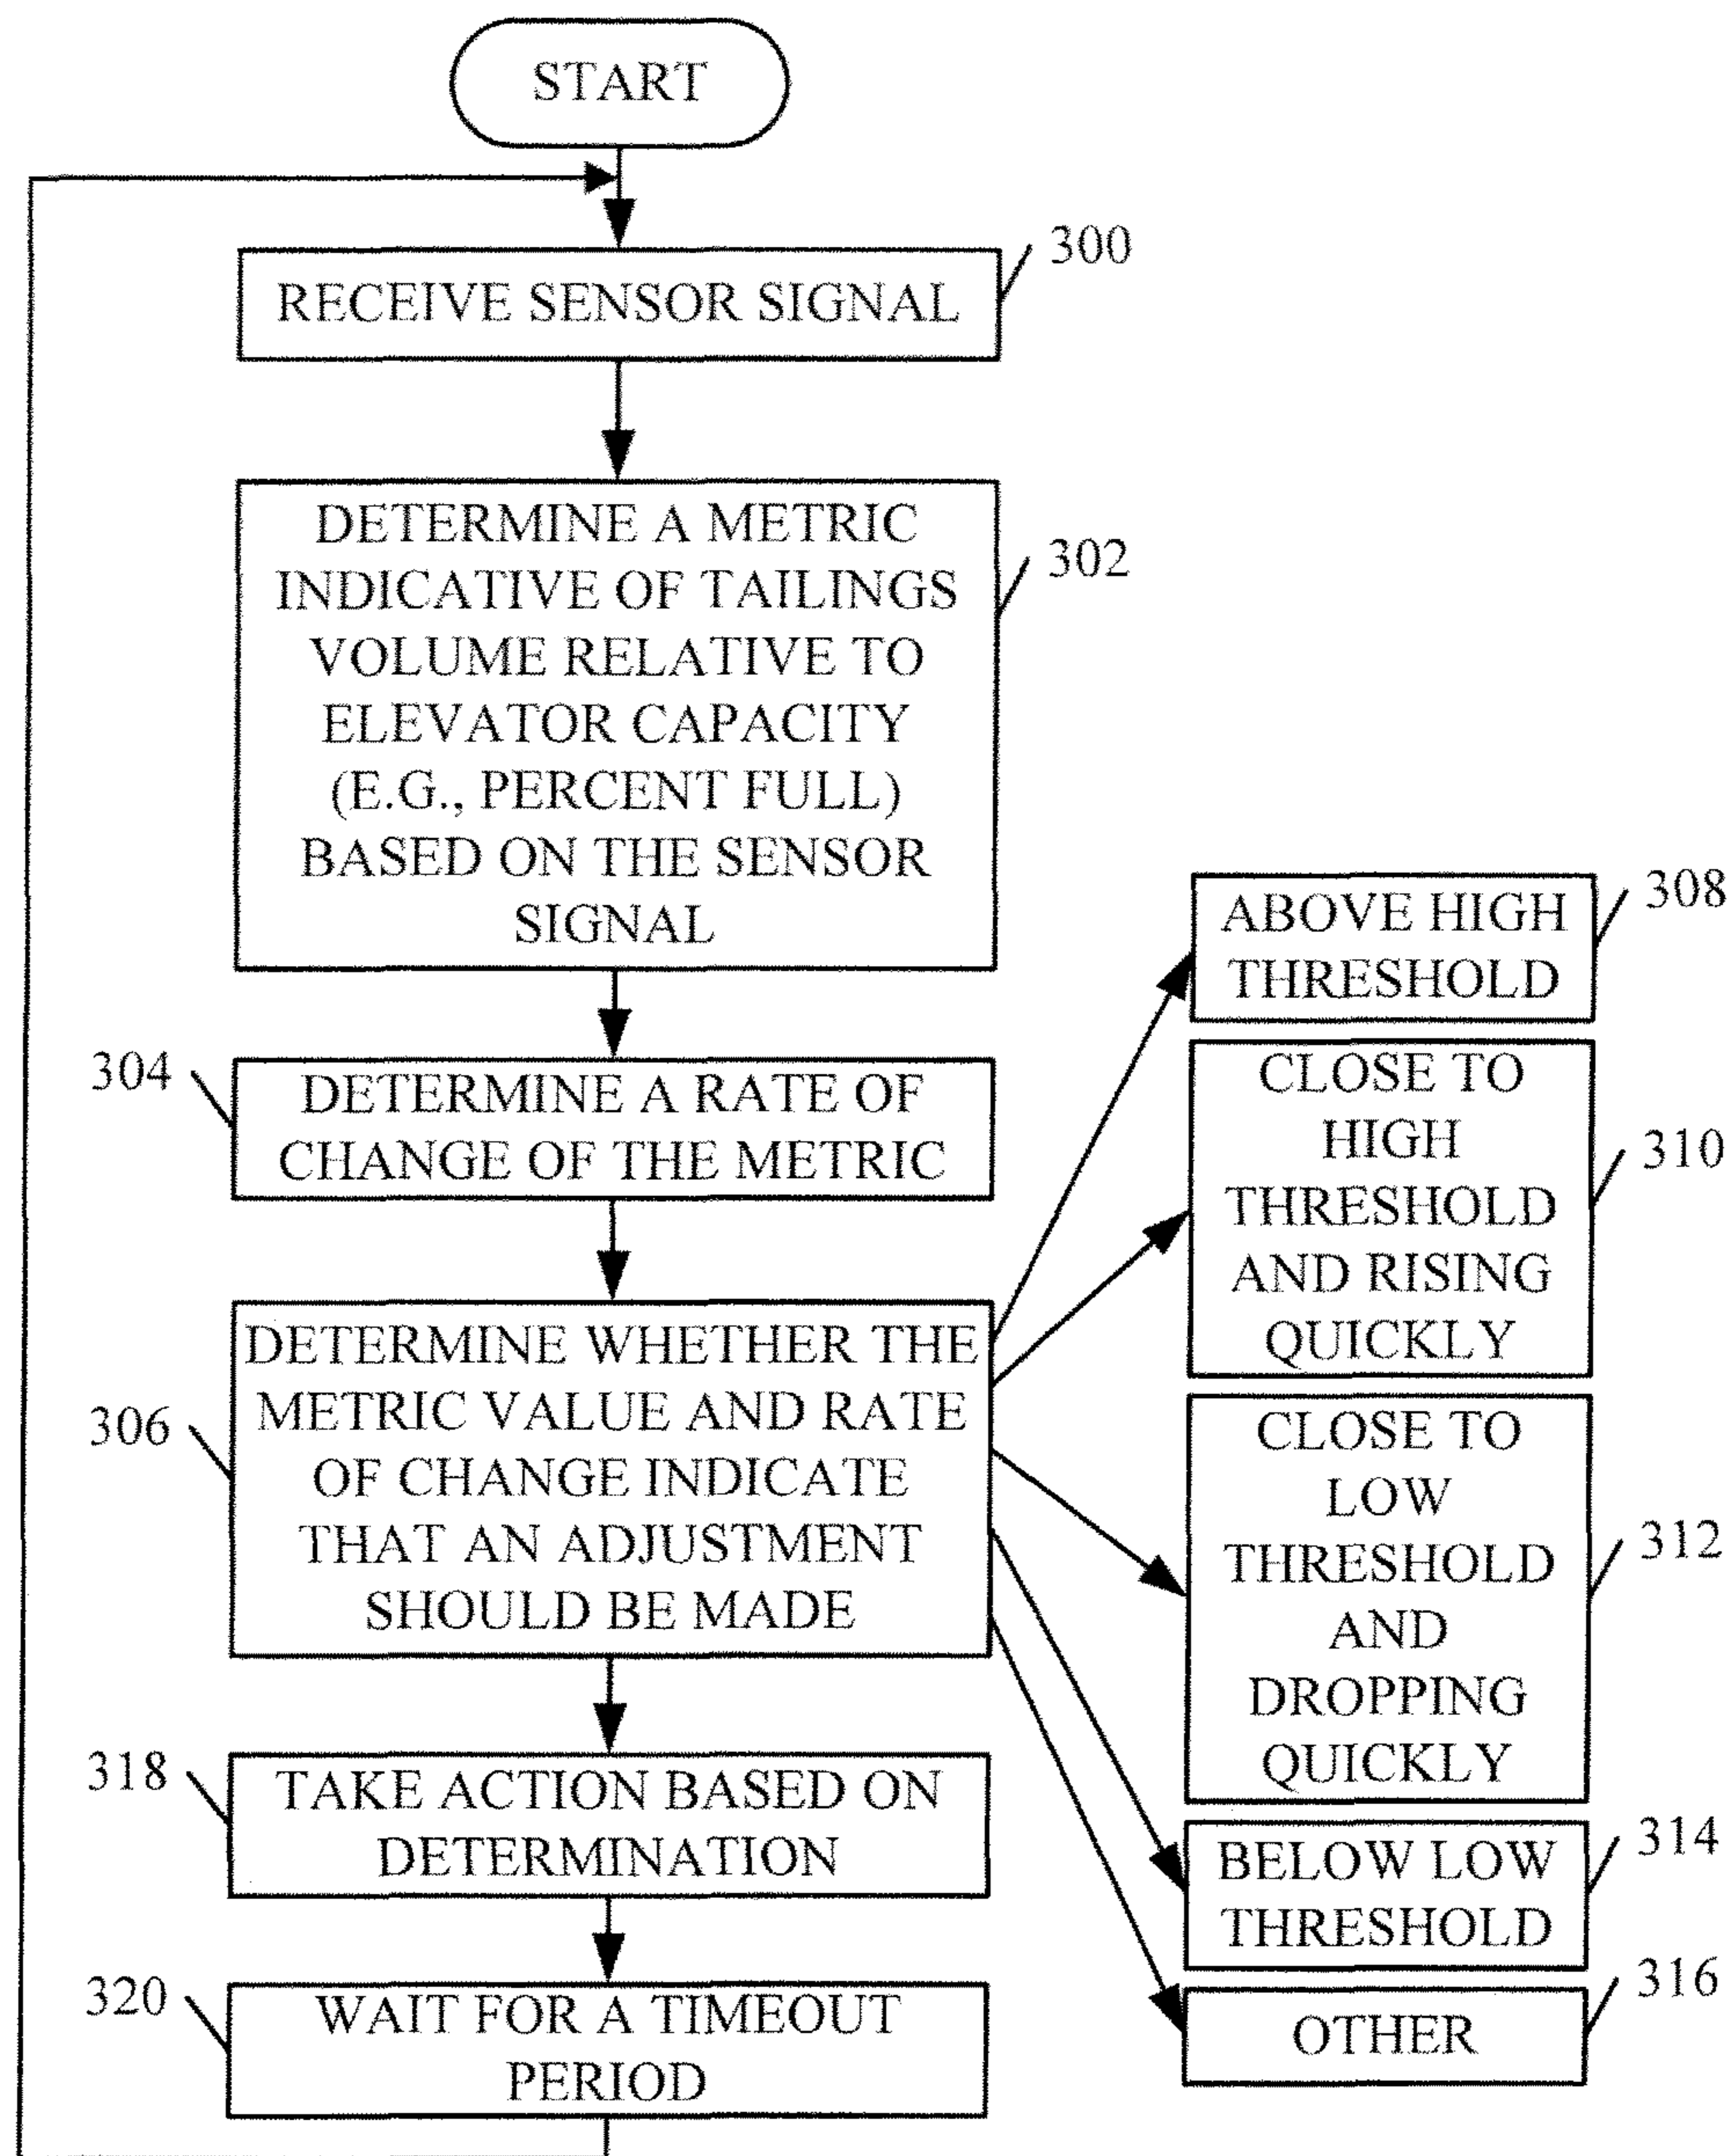 START
300
RECEIVE SENSOR SIGNAL
DETERMINE A METRIC
INDICATIVE OF TAILINGS
VOLUME RELATIVE TO
ELEVATOR CAPACITY
(E.G., PERCENT FULL)
BASED ON THE SENSOR
SIGNAL
302
304
DETERMINE A RATE OF
CHANGE OF THE METRIC
306
DETERMINE WHETHER THE
METRIC VALUE AND RATE
OF CHANGE INDICATE
THAT AN ADJUSTMENT
SHOULD BE MADE
ABOVE HIGH
THRESHOLD
308
CLOSE TO
HIGH
THRESHOLD
AND RISING
QUICKLY
310
CLOSE TO
LOW
THRESHOLD
AND
DROPPING
QUICKLY
312
BELOW LOW
THRESHOLD
314
OTHER
316
318
TAKE ACTION BASED ON
DETERMINATION
320
WAIT FOR A TIMEOUT
PERIOD